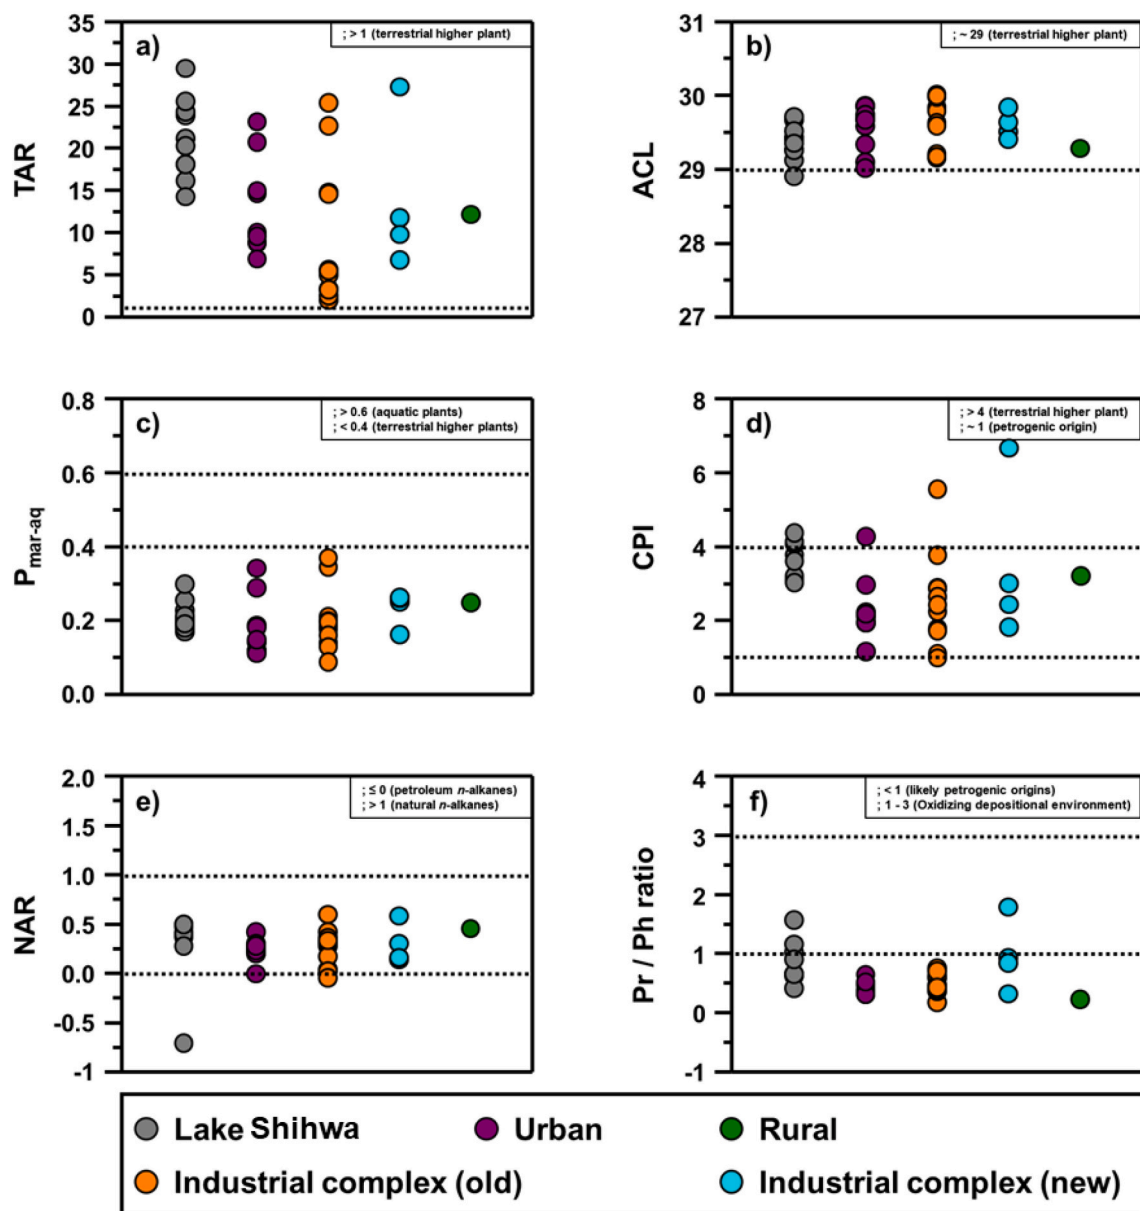 a)
; > 1 (terrestrial higher plant)
TAR
35
30
25
20
15
10
5
0
b)
; ~ 29 (terrestrial higher plant)
ACL
31
30
29
28
27
c)
; > 0.6 (aquatic plants)
; < 0.4 (terrestrial higher plants)
Pmar-aq
0.8
0.6
0.4
0.2
0.0
d)
; > 4 (terrestrial higher plant)
; ~ 1 (petrogenic origin)
CPI
8
6
4
2
0
e)
; ≤ 0 (petroleum n-alkanes)
; > 1 (natural n-alkanes)
NAR
2.0
1.5
1.0
0.5
0.0
-0.5
-1
f)
; < 1 (likely petrogenic origins)
; 1 - 3 (Oxidizing depositional environment)
Pr / Ph ratio
4
3
2
1
0
-1
Lake Shihwa
Urban
Rural
Industrial complex (old)
Industrial complex (new)